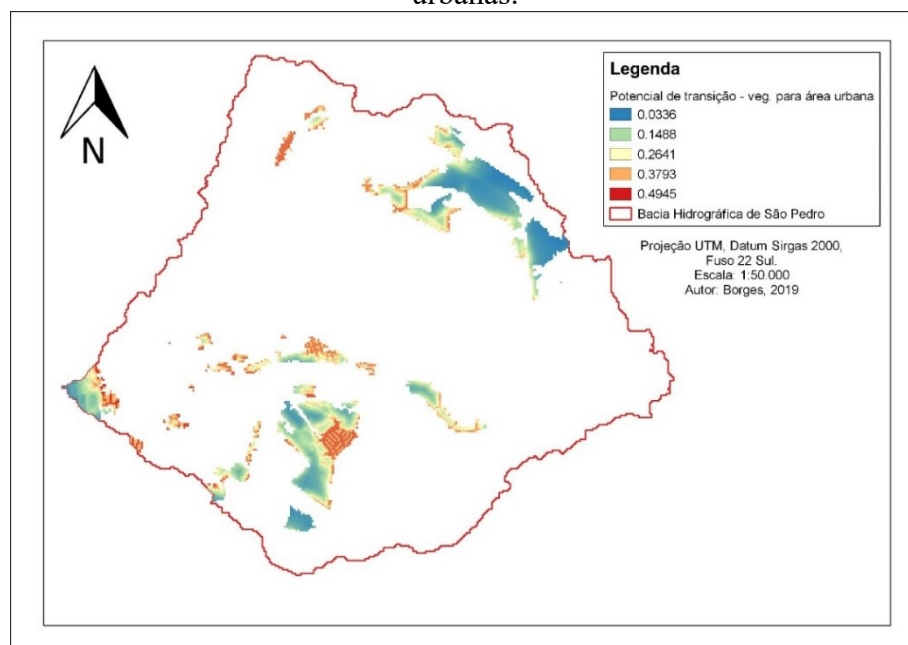 urbanas.
N
Legenda
Potencial de transição - veg. para área urbana
0.0336
0.1488
0.2641
0.3793
0.4945
Bacia Hidrográfica de São Pedro
Projeção UTM, Datum Sirgas 2000,
Fuso 22 Sul.
Escala: 1:50.000
Autor: Borges, 2019